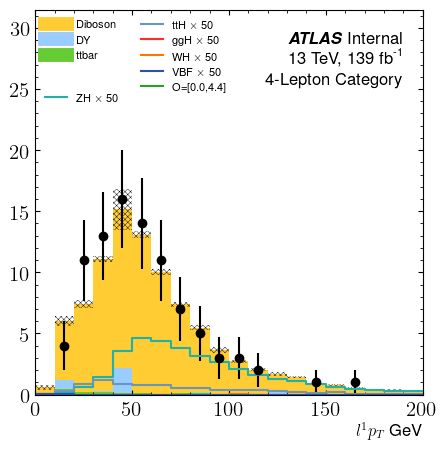 Diboson
DY
ttbar
ZH × 50
ttH × 50
ggH × 50
WH × 50
VBF × 50
O=[0.0,4.4]
ATLAS Internal
13 TeV, 139 fb⁻¹
4-Lepton Category
30
25
20
15
10
5
0
0 50 100 150 200
l¹p_T GeV